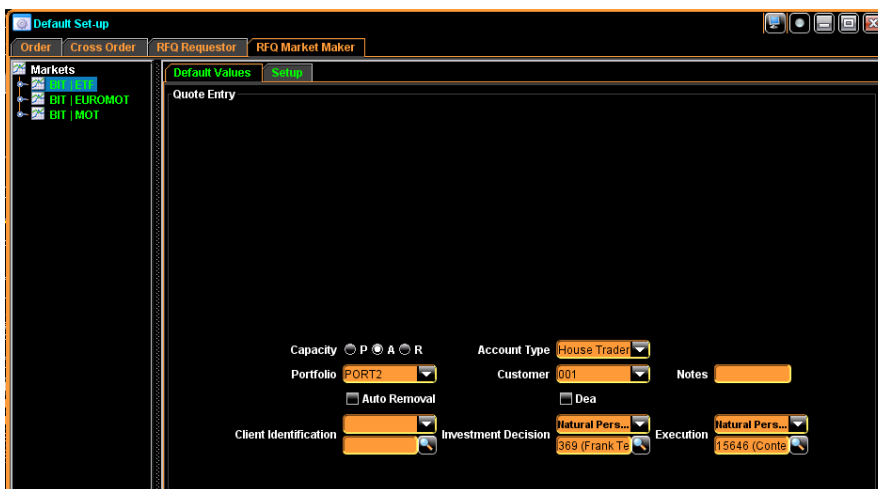 Default Set-up
Order Cross Order RFQ Requestor RFQ Market Maker
Markets
BIT | ETF
BIT | EUROMOT
BIT | MOT
Default Values Setup
Quote Entry
Capacity P A R Account Type House Trader
Portfolio PORT2 Customer 001 Notes
Auto Removal Dea
Natural Pers... Natural Pers...
Client Identification Investment Decision Execution
369 (Frank Te 15646 (Conte